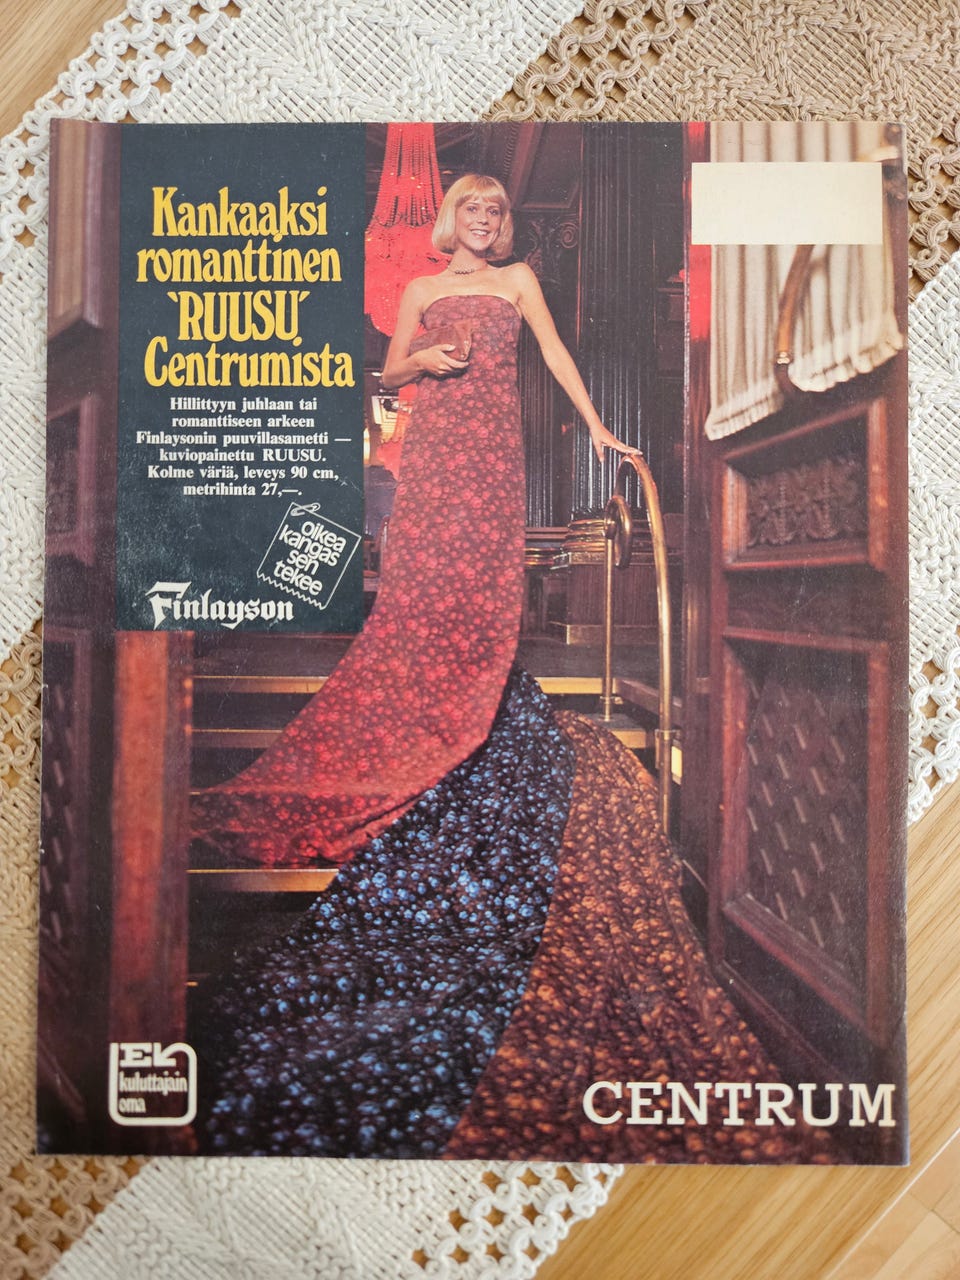 Kankaaksi
romanttinen
`RUUSU´
Centrumista
Hillittyyn juhlaan tai
romanttiseen arkeen
Finlaysonin puuvillasametti —
kuviopainettu RUUSU.
Kolme väriä, leveys 90 cm,
metrihinta 27,—.
oikea
kangas
sen
tekee
Finlayson
EK
kuluttajain
oma
CENTRUM